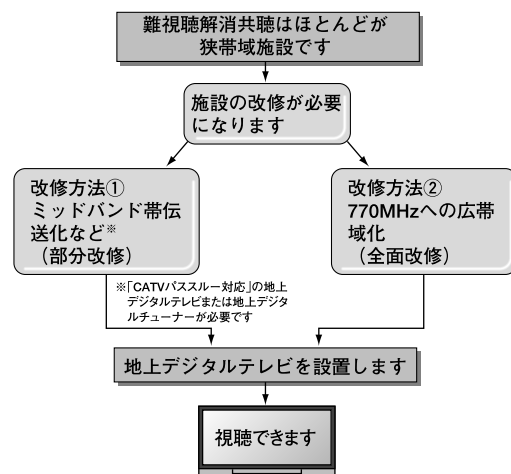 難視聴解消共聴はほとんどが
狭帯域施設です
施設の改修が必要
になります
改修方法①
ミッドバンド帯伝
送化など※
（部分改修）
改修方法②
770MHzへの広帯
域化
（全面改修）
※「CATVパススルー対応」の地上
デジタルテレビまたは地上デジタ
ルチューナーが必要です
地上デジタルテレビを設置します
視聴できます